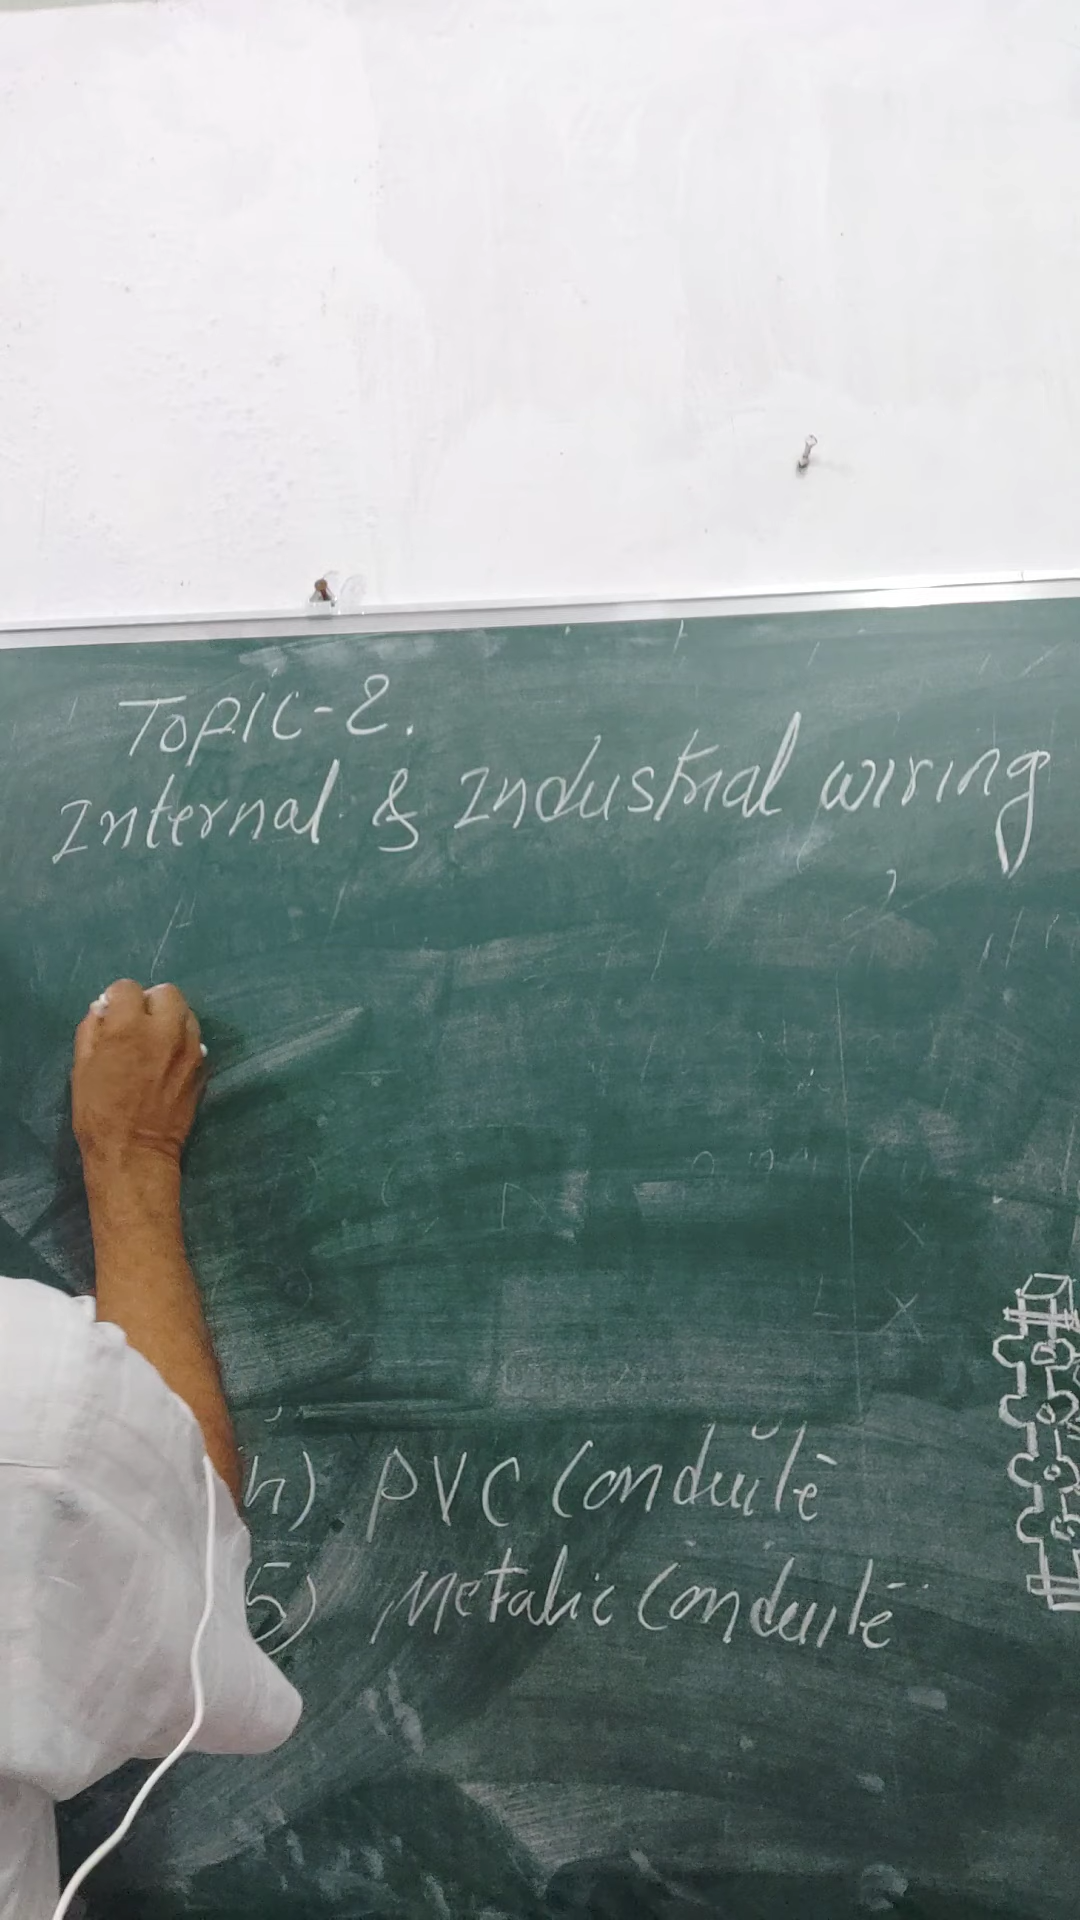 Topic-2.
Internal & Industrial wiring
4) PVC Conduite
5) Metalic Conduite